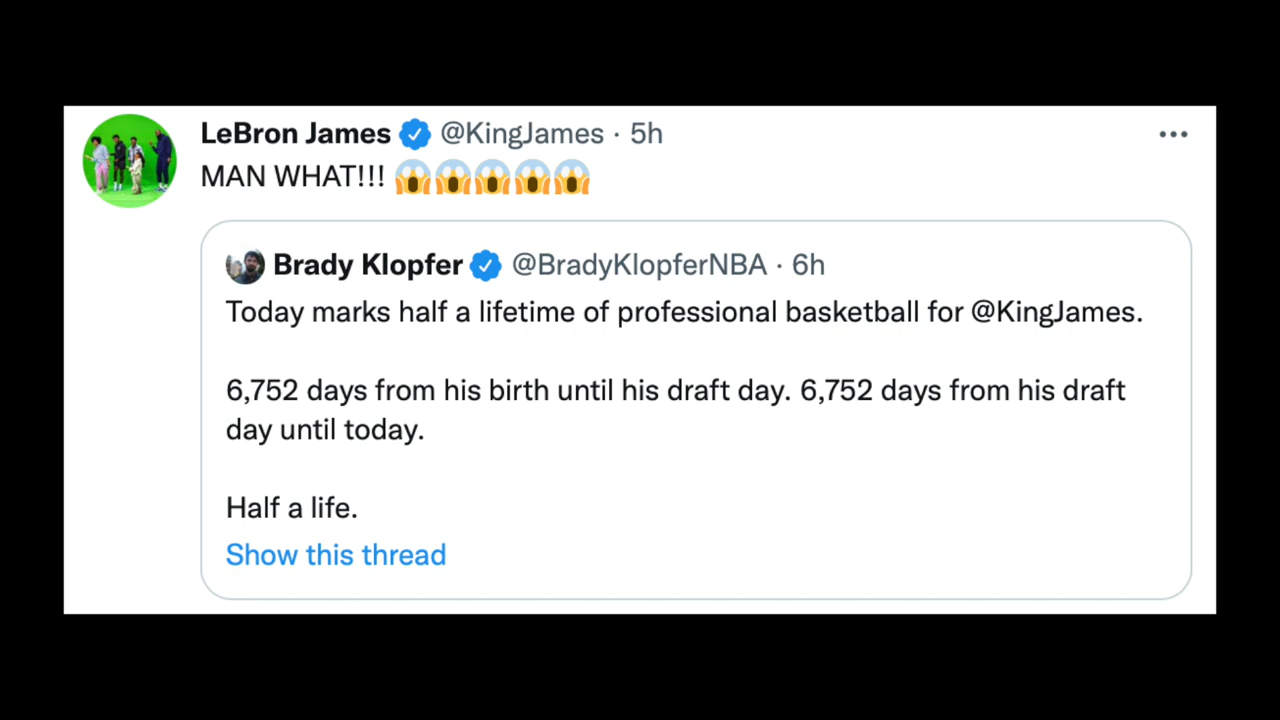 LeBron James @KingJames · 5h
MAN WHAT!!! 😱😱😱😱😱
Brady Klopfer @BradyKlopferNBA · 6h
Today marks half a lifetime of professional basketball for @KingJames.
6,752 days from his birth until his draft day. 6,752 days from his draft
day until today.
Half a life.
Show this thread